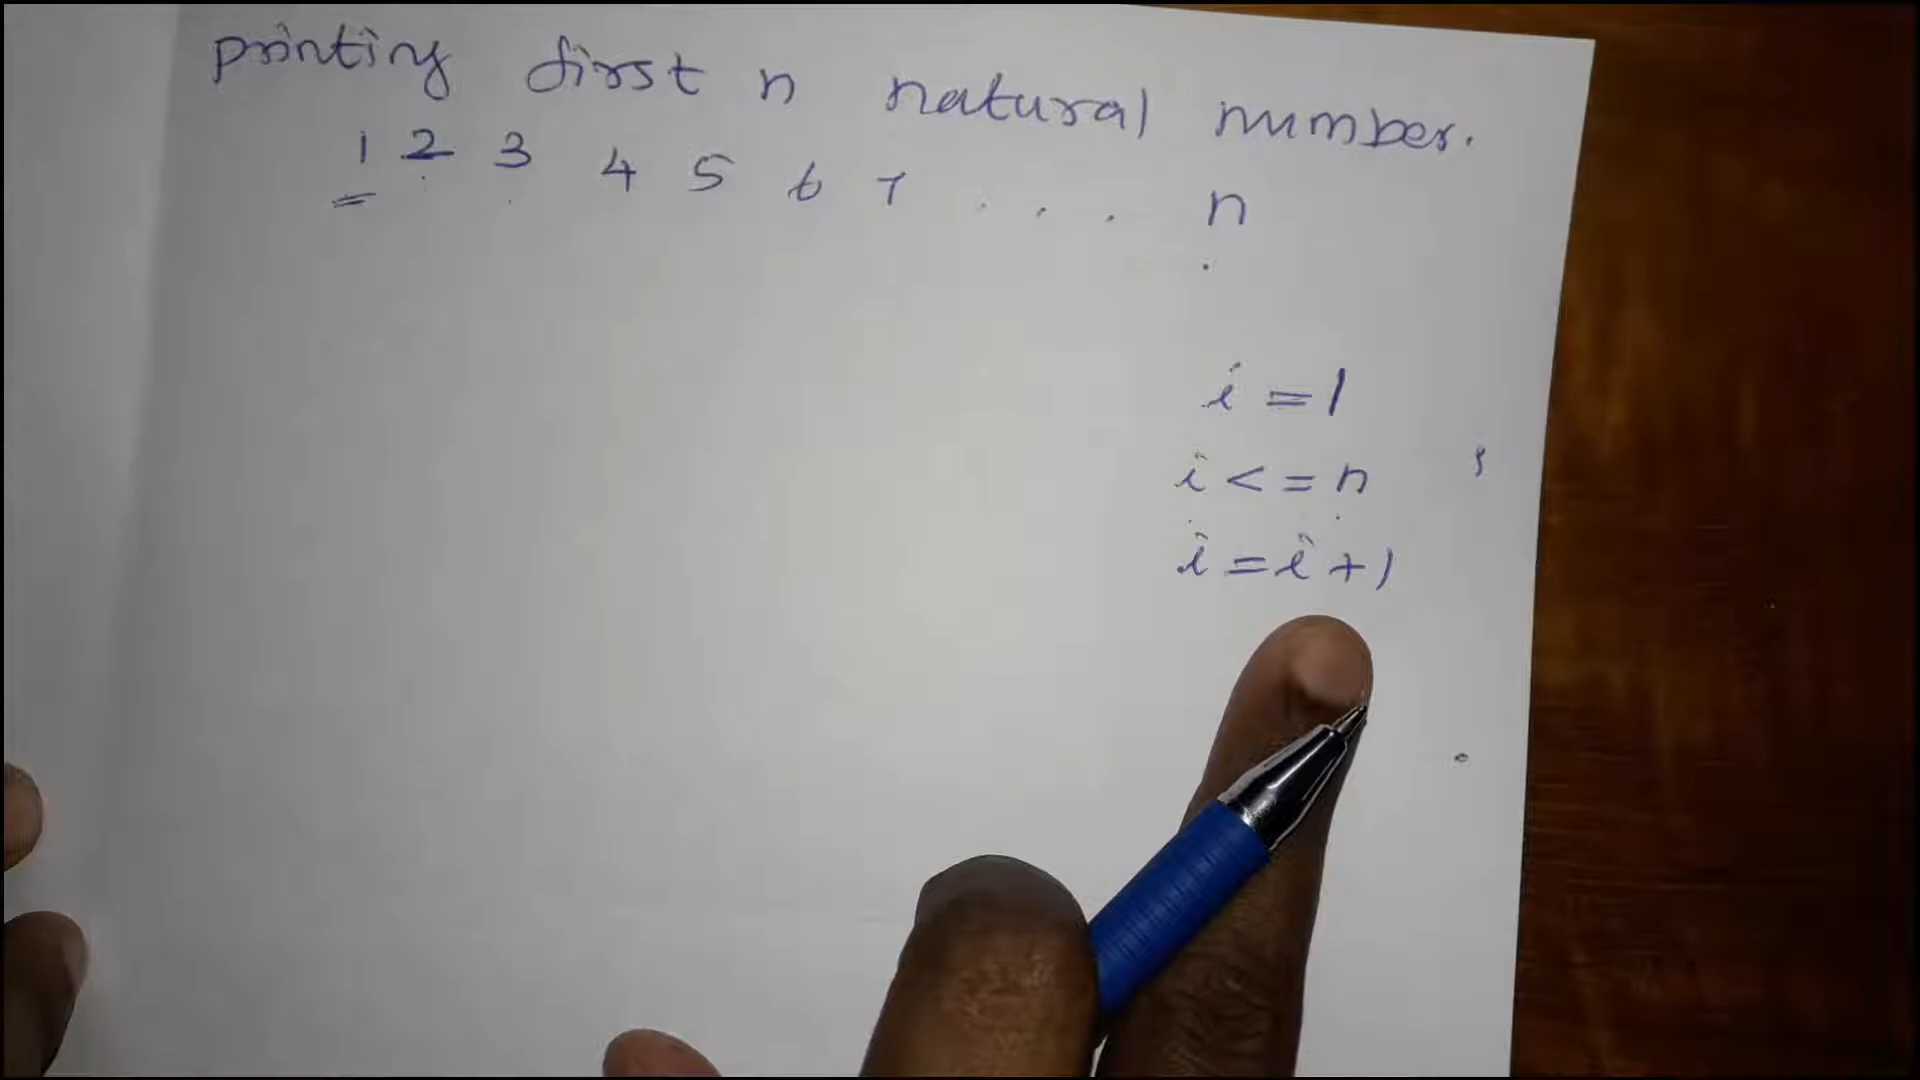 printing first n natural number.
1 2 3 4 5 6 7 . . . n
i = 1
i <= n
i = i + 1